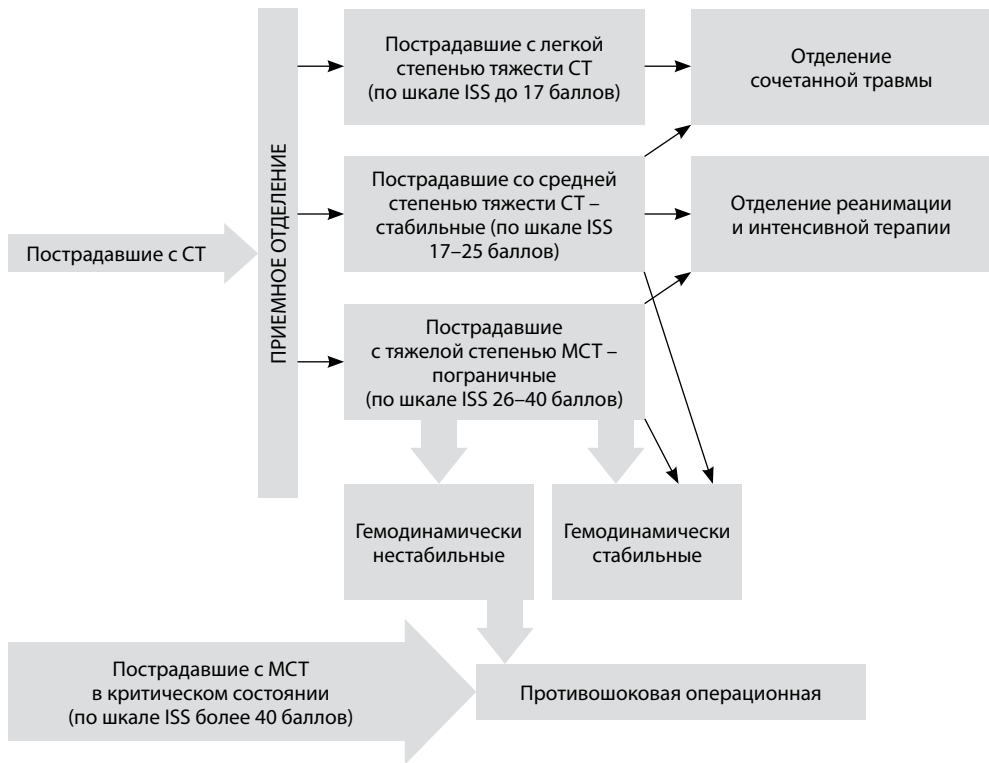 Пострадавшие с СТ
ПРИЕМНОЕ ОТДЕЛЕНИЕ
Пострадавшие с легкой
степенью тяжести СТ
(по шкале ISS до 17 баллов)
Отделение
сочетанной травмы
Пострадавшие со средней
степенью тяжести СТ –
стабильные (по шкале ISS
17–25 баллов)
Отделение реанимации
и интенсивной терапии
Пострадавшие
с тяжелой степенью МСТ –
пограничные
(по шкале ISS 26–40 баллов)
Гемодинамически
нестабильные
Гемодинамически
стабильные
Пострадавшие с МСТ
в критическом состоянии
(по шкале ISS более 40 баллов)
Противошоковая операционная